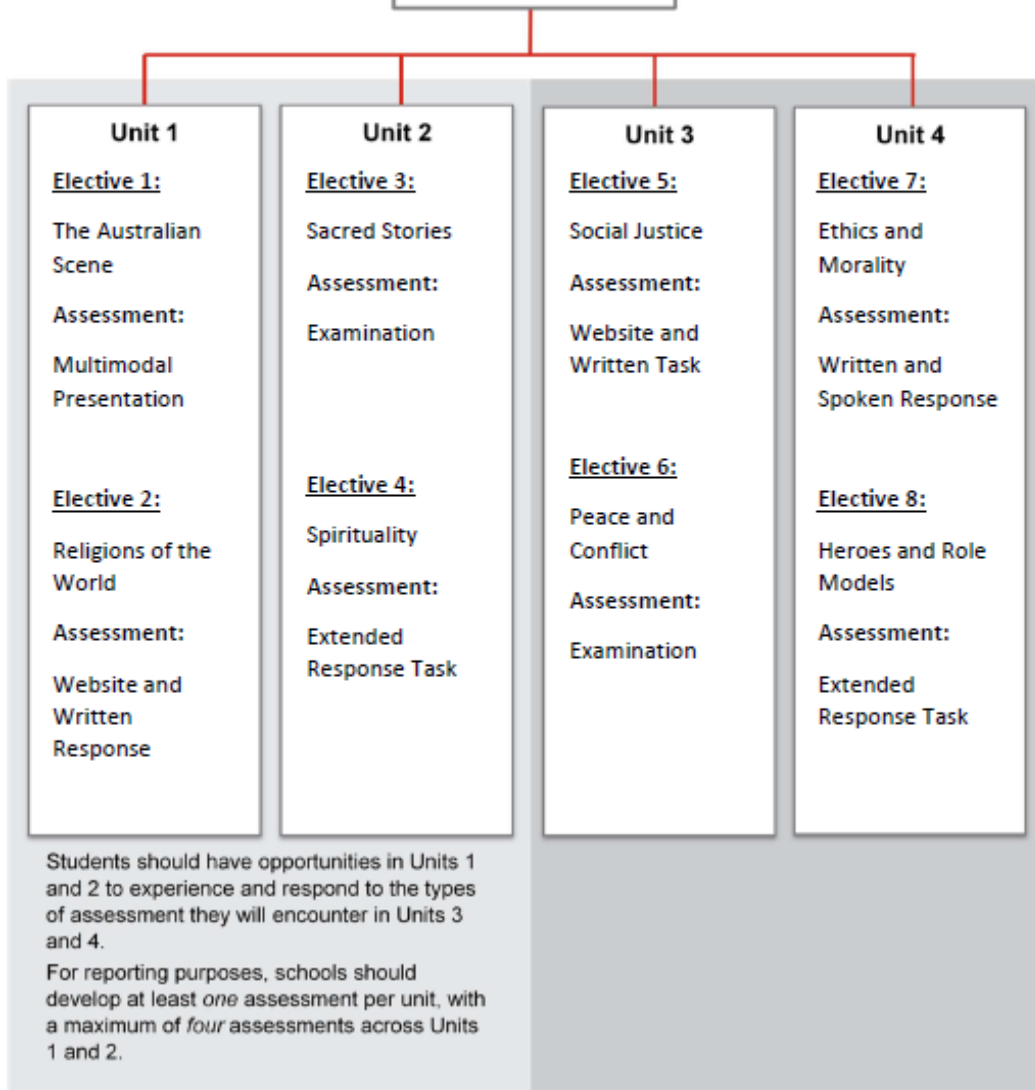 Unit 1
Elective 1:
The Australian
Scene
Assessment:
Multimodal
Presentation
Elective 2:
Religions of the
World
Assessment:
Website and
Written
Response
Unit 2
Elective 3:
Sacred Stories
Assessment:
Examination
Elective 4:
Spirituality
Assessment:
Extended
Response Task
Unit 3
Elective 5:
Social Justice
Assessment:
Website and
Written Task
Elective 6:
Peace and
Conflict
Assessment:
Examination
Unit 4
Elective 7:
Ethics and
Morality
Assessment:
Written and
Spoken Response
Elective 8:
Heroes and Role
Models
Assessment:
Extended
Response Task
Students should have opportunities in Units 1
and 2 to experience and respond to the types
of assessment they will encounter in Units 3
and 4.
For reporting purposes, schools should
develop at least one assessment per unit, with
a maximum of four assessments across Units
1 and 2.